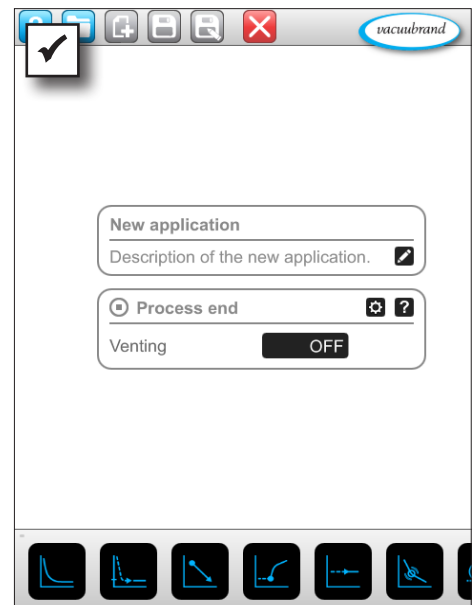 vacuubrand
New application
Description of the new application.
Process end
?
Venting
OFF